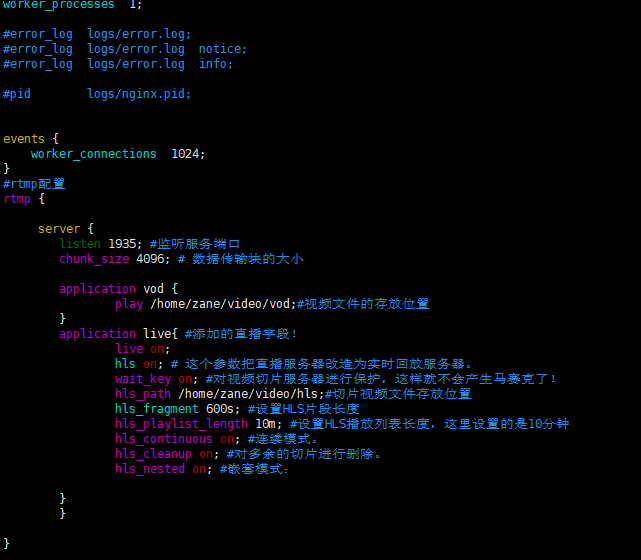 worker_processes  1;
#error_log  logs/error.log;
#error_log  logs/error.log  notice;
#error_log  logs/error.log  info;
#pid        logs/nginx.pid;
events {
    worker_connections  1024;
}
#rtmp配置
rtmp {
     server {
        listen 1935; #监听服务端口
        chunk_size 4096; # 数据传输块的大小
        application vod {
                play /home/zane/video/vod;#视频文件的存放位置
        }
        application live{ #添加的直播字段!
                live on;
                hls on; # 这个参数把直播服务器改造为实时回放服务器。
                wait_key on; #对视频切片服务器进行保护, 这样就不会产生马赛克了!
                hls_path /home/zane/video/hls;#切片视频文件存放位置
                hls_fragment 600s; #设置HLS片段长度
                hls_playlist_length 10m; #设置HLS播放列表长度, 这里设置的是10分钟
                hls_continuous on; #连续模式。
                hls_cleanup on; #对多余的切片进行删除。
                hls_nested on; #嵌套模式:
        }
        }
}